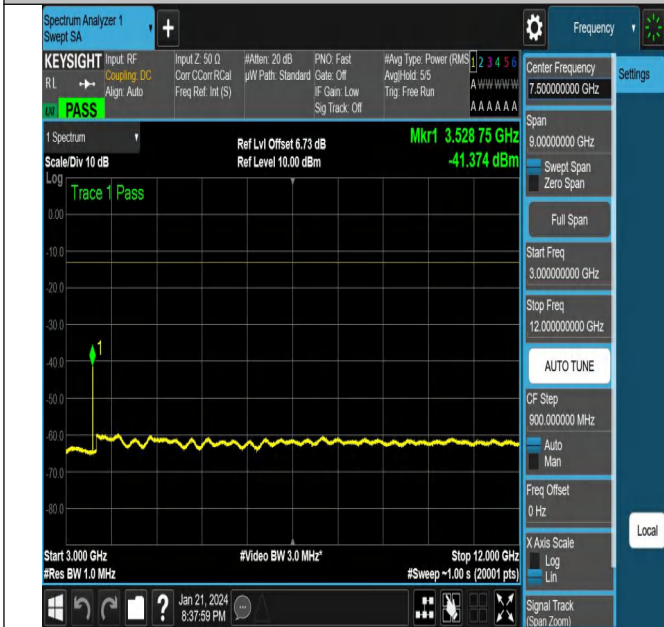 Spectrum Analyzer 1
Swept SA
Frequency
KEYSIGHT
RL
PASS
Input: RF
Coupling: DC
Align: Auto
Input Z: 50 Ω
Corr CCorr RCal
Freq Ref: Int (S)
#Atten: 20 dB
µW Path: Standard
PNO: Fast
Gate: Off
IF Gain: Low
Sig Track: Off
#Avg Type: Power (RMS
Avg|Hold: 5/5
Trig: Free Run
1 2 3 4 5 6
A W W W W W
A A A A A A
1 Spectrum
Scale/Div 10 dB
Ref Lvl Offset 6.73 dB
Ref Level 10.00 dBm
Mkr1 3.528 75 GHz
-41.374 dBm
Log
Trace 1 Pass
0.00
-10.0
-20.0
-30.0
1
-40.0
-50.0
-60.0
-70.0
-80.0
Start 3.000 GHz
#Res BW 1.0 MHz
#Video BW 3.0 MHz*
Stop 12.000 GHz
#Sweep ~1.00 s (20001 pts)
Jan 21, 2024
8:37:59 PM
Center Frequency
7.500000000 GHz
Settings
Span
9.00000000 GHz
Swept Span
Zero Span
Full Span
Start Freq
3.000000000 GHz
Stop Freq
12.000000000 GHz
AUTO TUNE
CF Step
900.000000 MHz
Auto
Man
Freq Offset
0 Hz
X Axis Scale
Log
Lin
Local
Signal Track
(Span Zoom)